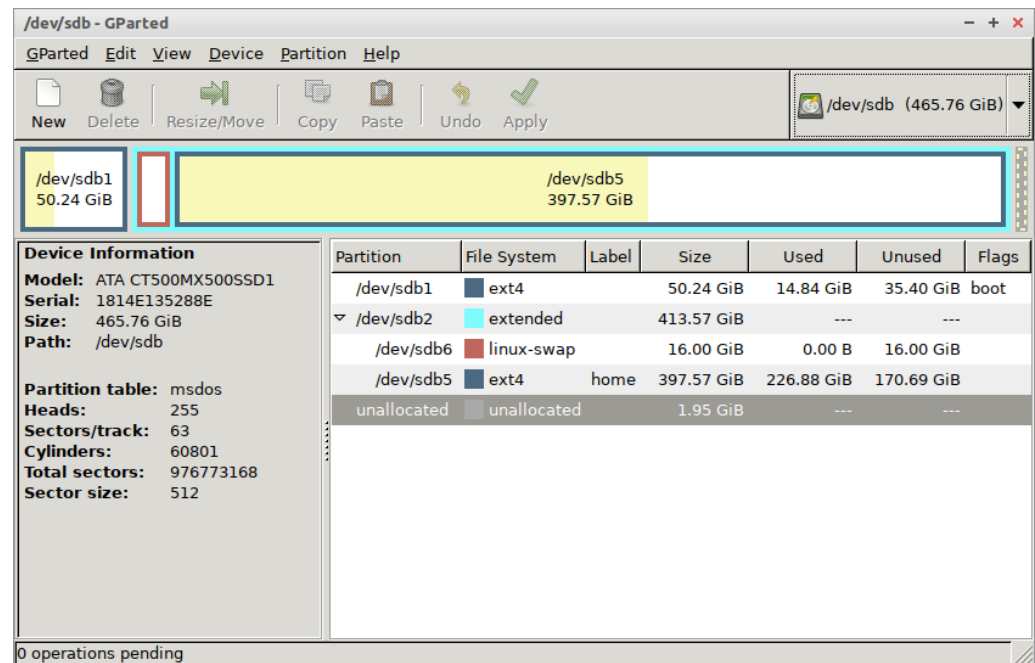 /dev/sdb - GParted
GParted Edit View Device Partition Help
New Delete Resize/Move Copy Paste Undo Apply /dev/sdb (465.76 GiB)
/dev/sdb1
50.24 GiB
/dev/sdb5
397.57 GiB
Device Information
Model: ATA CT500MX500SSD1
Serial: 1814E135288E
Size: 465.76 GiB
Path: /dev/sdb
Partition table: msdos
Heads: 255
Sectors/track: 63
Cylinders: 60801
Total sectors: 976773168
Sector size: 512
Partition File System Label Size Used Unused Flags
/dev/sdb1 ext4 50.24 GiB 14.84 GiB 35.40 GiB boot
/dev/sdb2 extended 413.57 GiB --- ---
/dev/sdb6 linux-swap 16.00 GiB 0.00 B 16.00 GiB
/dev/sdb5 ext4 home 397.57 GiB 226.88 GiB 170.69 GiB
unallocated unallocated 1.95 GiB --- ---
0 operations pending